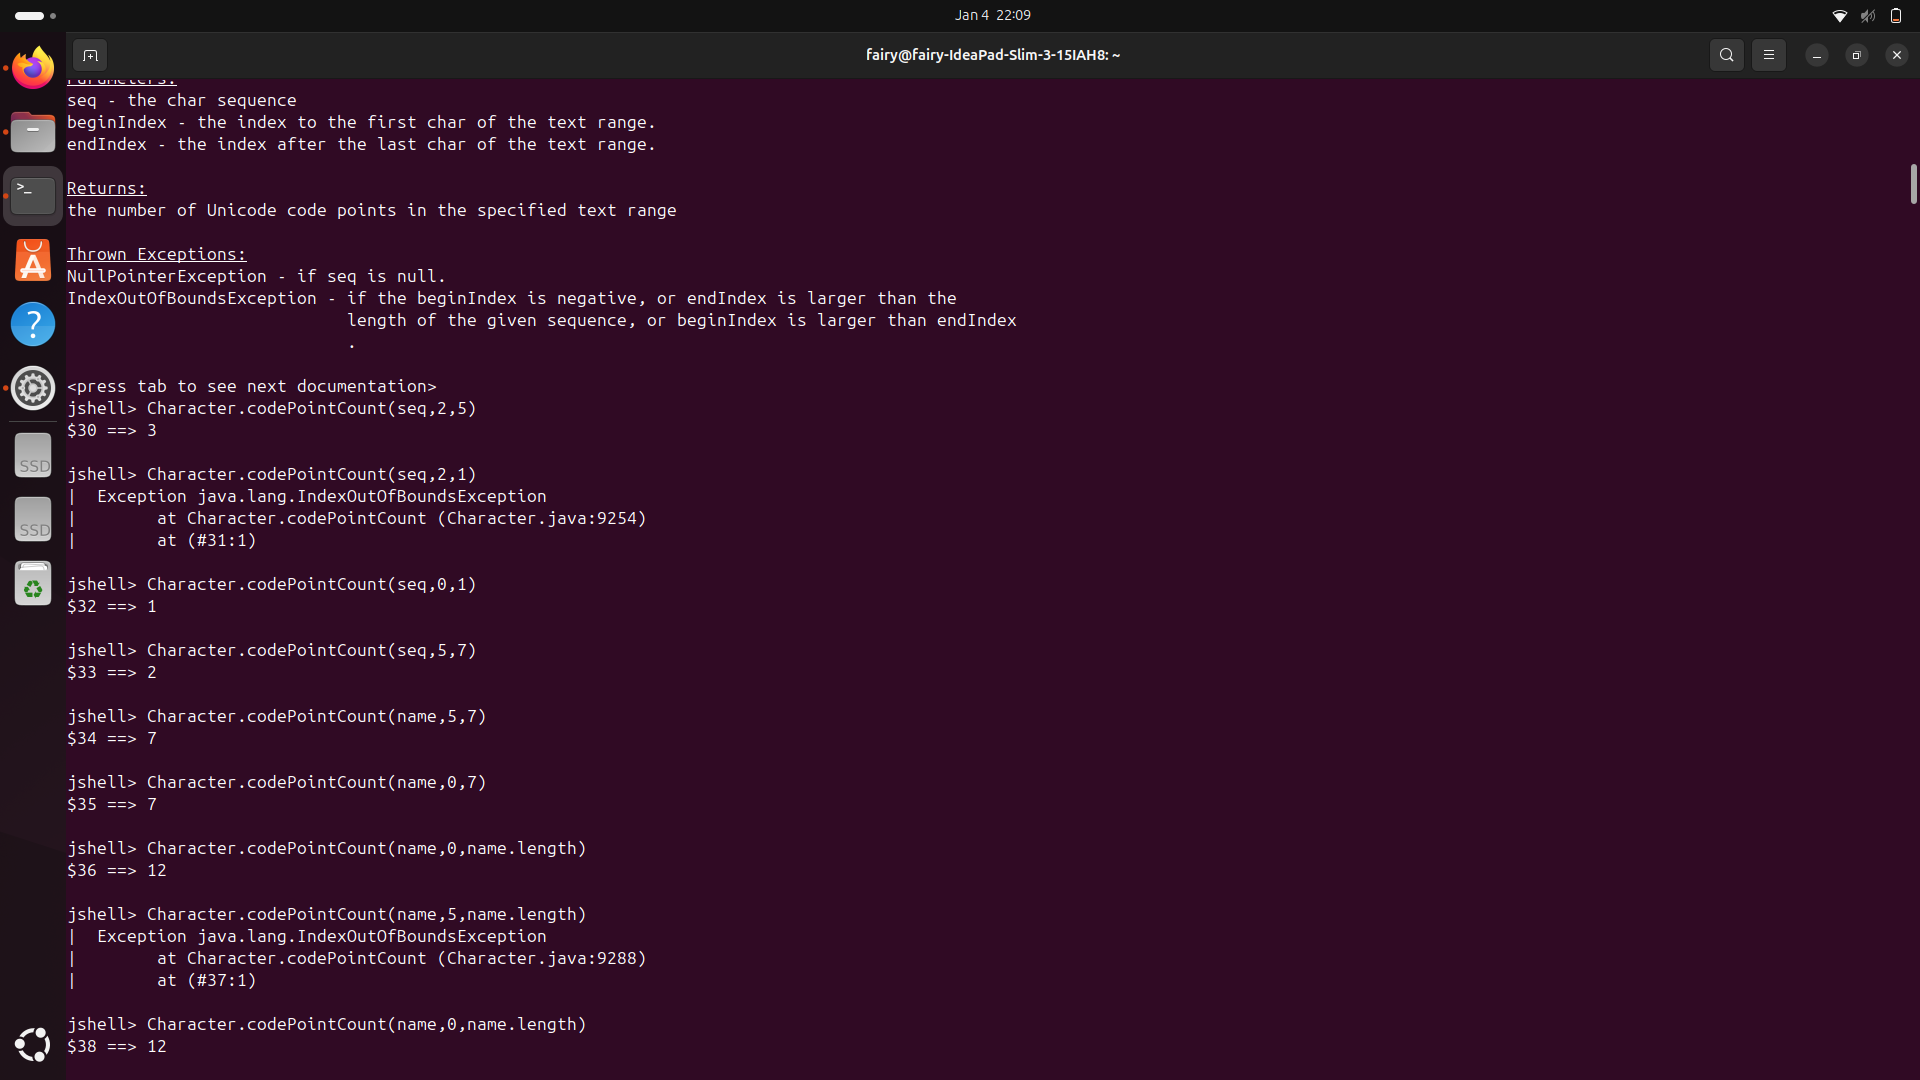 Jan 4 22:09
fairy@fairy-IdeaPad-Slim-3-15IAH8: ~
Parameters:
seq - the char sequence
beginIndex - the index to the first char of the text range.
endIndex - the index after the last char of the text range.
Returns:
the number of Unicode code points in the specified text range
Thrown Exceptions:
NullPointerException - if seq is null.
IndexOutOfBoundsException - if the beginIndex is negative, or endIndex is larger than the
length of the given sequence, or beginIndex is larger than endIndex
.
<press tab to see next documentation>
jshell> Character.codePointCount(seq,2,5)
$30 ==> 3
jshell> Character.codePointCount(seq,2,1)
|  Exception java.lang.IndexOutOfBoundsException
|        at Character.codePointCount (Character.java:9254)
|        at (#31:1)
jshell> Character.codePointCount(seq,0,1)
$32 ==> 1
jshell> Character.codePointCount(seq,5,7)
$33 ==> 2
jshell> Character.codePointCount(name,5,7)
$34 ==> 7
jshell> Character.codePointCount(name,0,7)
$35 ==> 7
jshell> Character.codePointCount(name,0,name.length)
$36 ==> 12
jshell> Character.codePointCount(name,5,name.length)
|  Exception java.lang.IndexOutOfBoundsException
|        at Character.codePointCount (Character.java:9288)
|        at (#37:1)
jshell> Character.codePointCount(name,0,name.length)
$38 ==> 12
>_
?
SSD
SSD